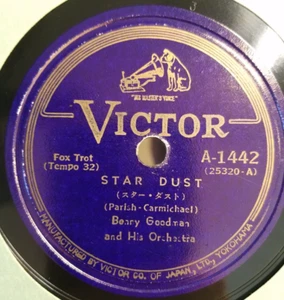 "HIS MASTER'S VOICE"
VICTOR
Fox Trot
(Tempo 32)
A-1442
(25320-A)
STAR DUST
(スター・ダスト)
(Parish-Carmichael)
Benny Goodman
and His Orchestra
MANUFACTURED BY VICTOR CO. OF JAPAN, LTD., YOKOHAMA